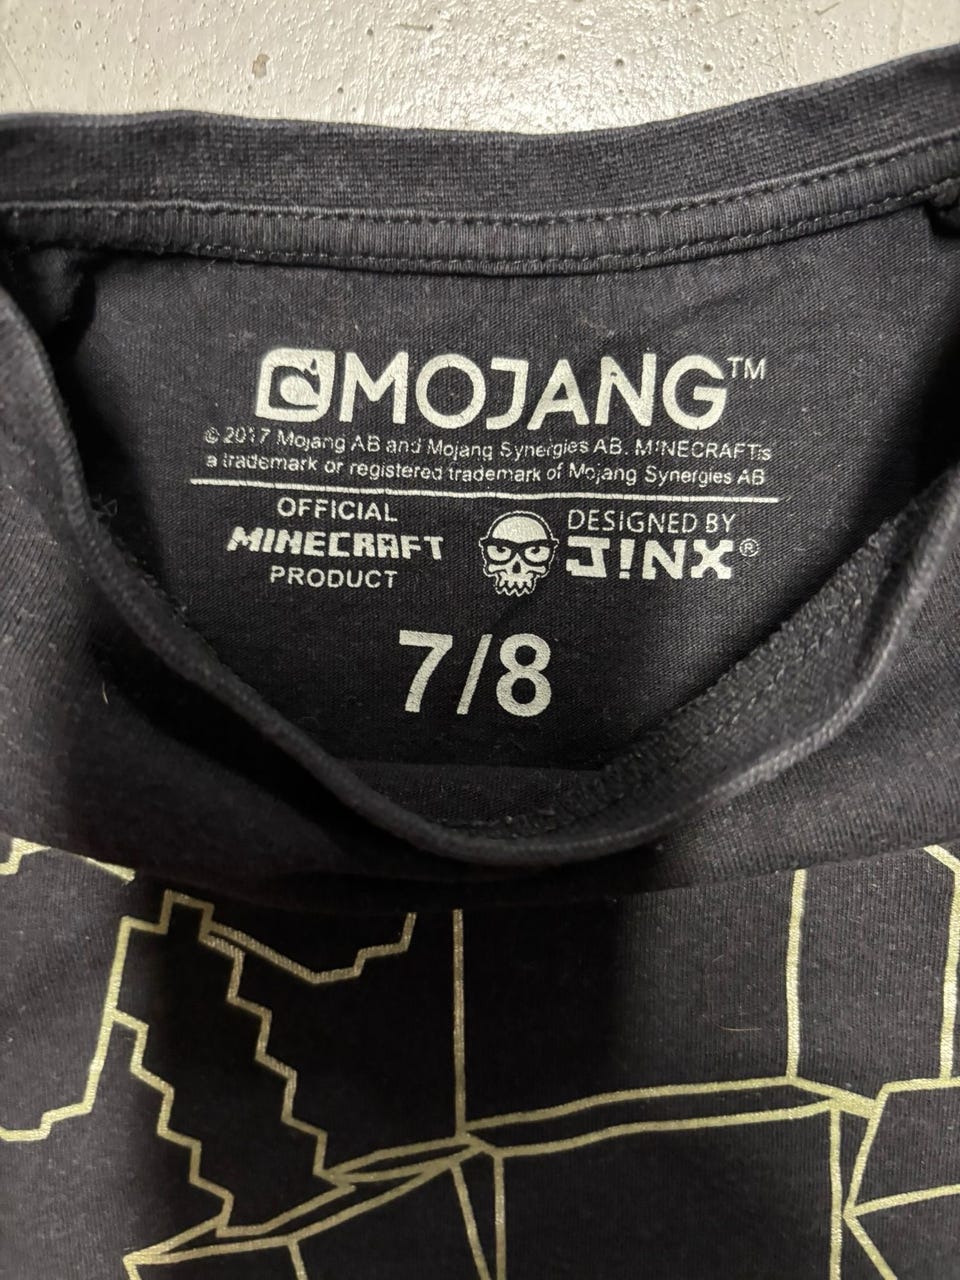 MOJANG™
© 2017 Mojang AB and Mojang Synergies AB. MINECRAFT is
a trademark or registered trademark of Mojang Synergies AB
OFFICIAL
MINECRAFT
PRODUCT
DESIGNED BY
J!NX®
7/8